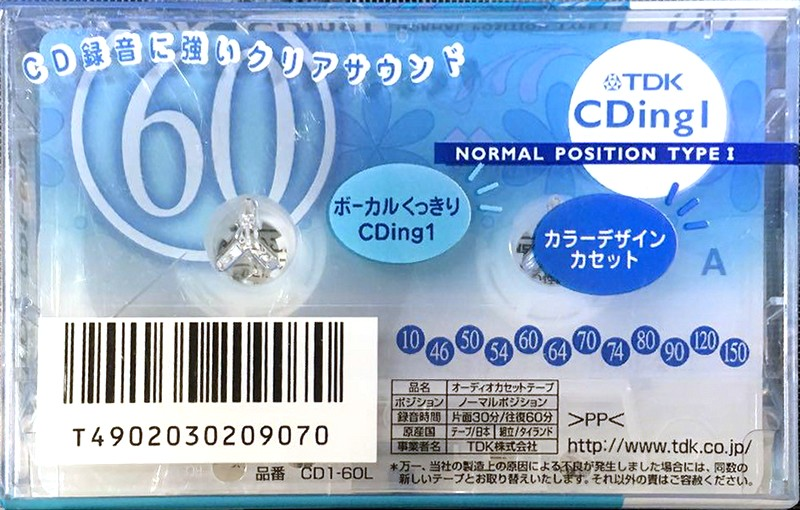 CD録音に強いクリアサウンド
60
TDK
CDing1
NORMAL POSITION TYPE I
ボーカルくっきり
CDing1
カラーデザイン
カセット
A
10 46 50 54 60 64 70 74 80 90 120 150
品名 オーディオカセットテープ
ポジション ノーマルポジション
録音時間 片面30分/往復60分
原産国 テープ/日本 組立/タイランド
事業者名 TDK株式会社
>PP<
http://www.tdk.co.jp/
T4902030209070
品番 CD1-60L
*万一、当社の製造上の原因による不良が発生しました場合には、同数の
新しいテープとお取り替えいたします。それ以外の責はご容赦ください。